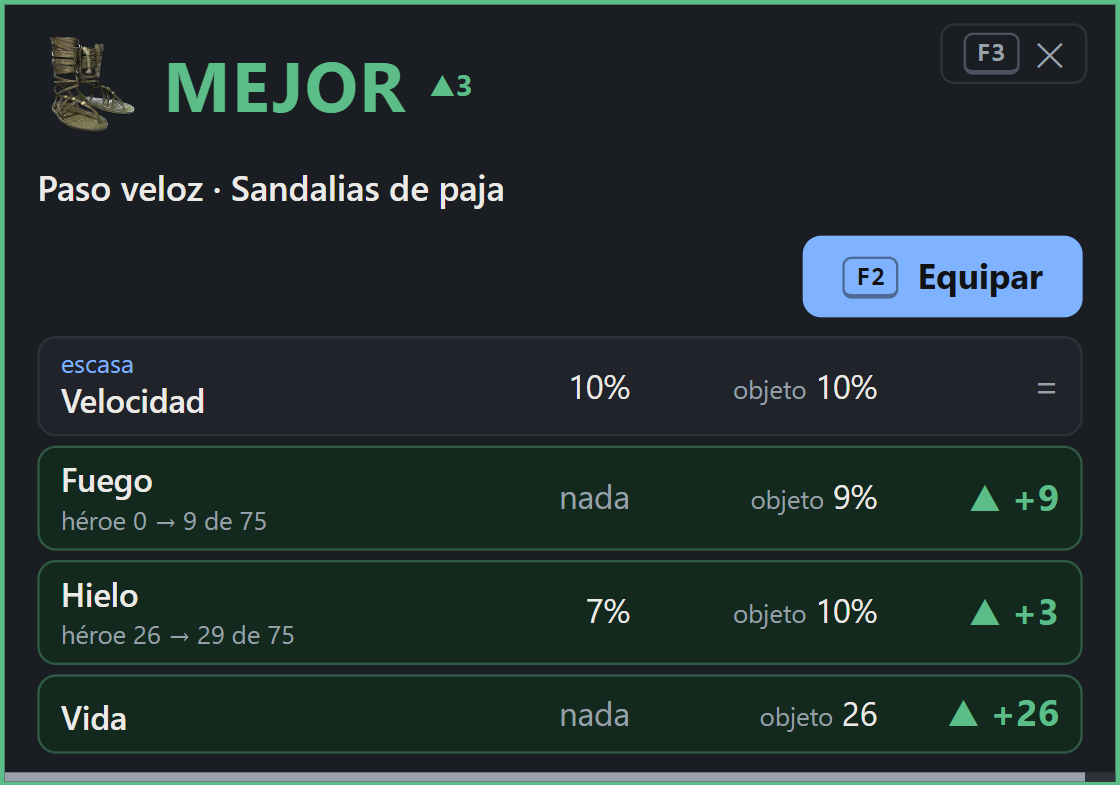 MEJOR ▲3
F3
Paso veloz · Sandalias de paja
F2 Equipar
escasa
Velocidad 10% objeto 10% =
Fuego nada objeto 9% ▲ +9
héroe 0 → 9 de 75
Hielo 7% objeto 10% ▲ +3
héroe 26 → 29 de 75
Vida nada objeto 26 ▲ +26